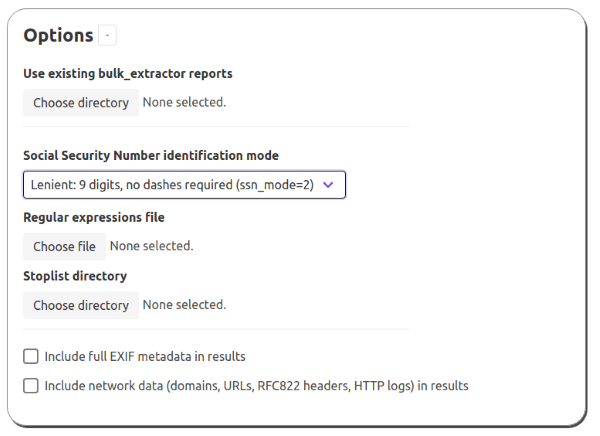 Options -
Use existing bulk_extractor reports
Choose directory None selected.
Social Security Number identification mode
Lenient: 9 digits, no dashes required (ssn_mode=2)
Regular expressions file
Choose file None selected.
Stoplist directory
Choose directory None selected.
Include full EXIF metadata in results
Include network data (domains, URLs, RFC822 headers, HTTP logs) in results